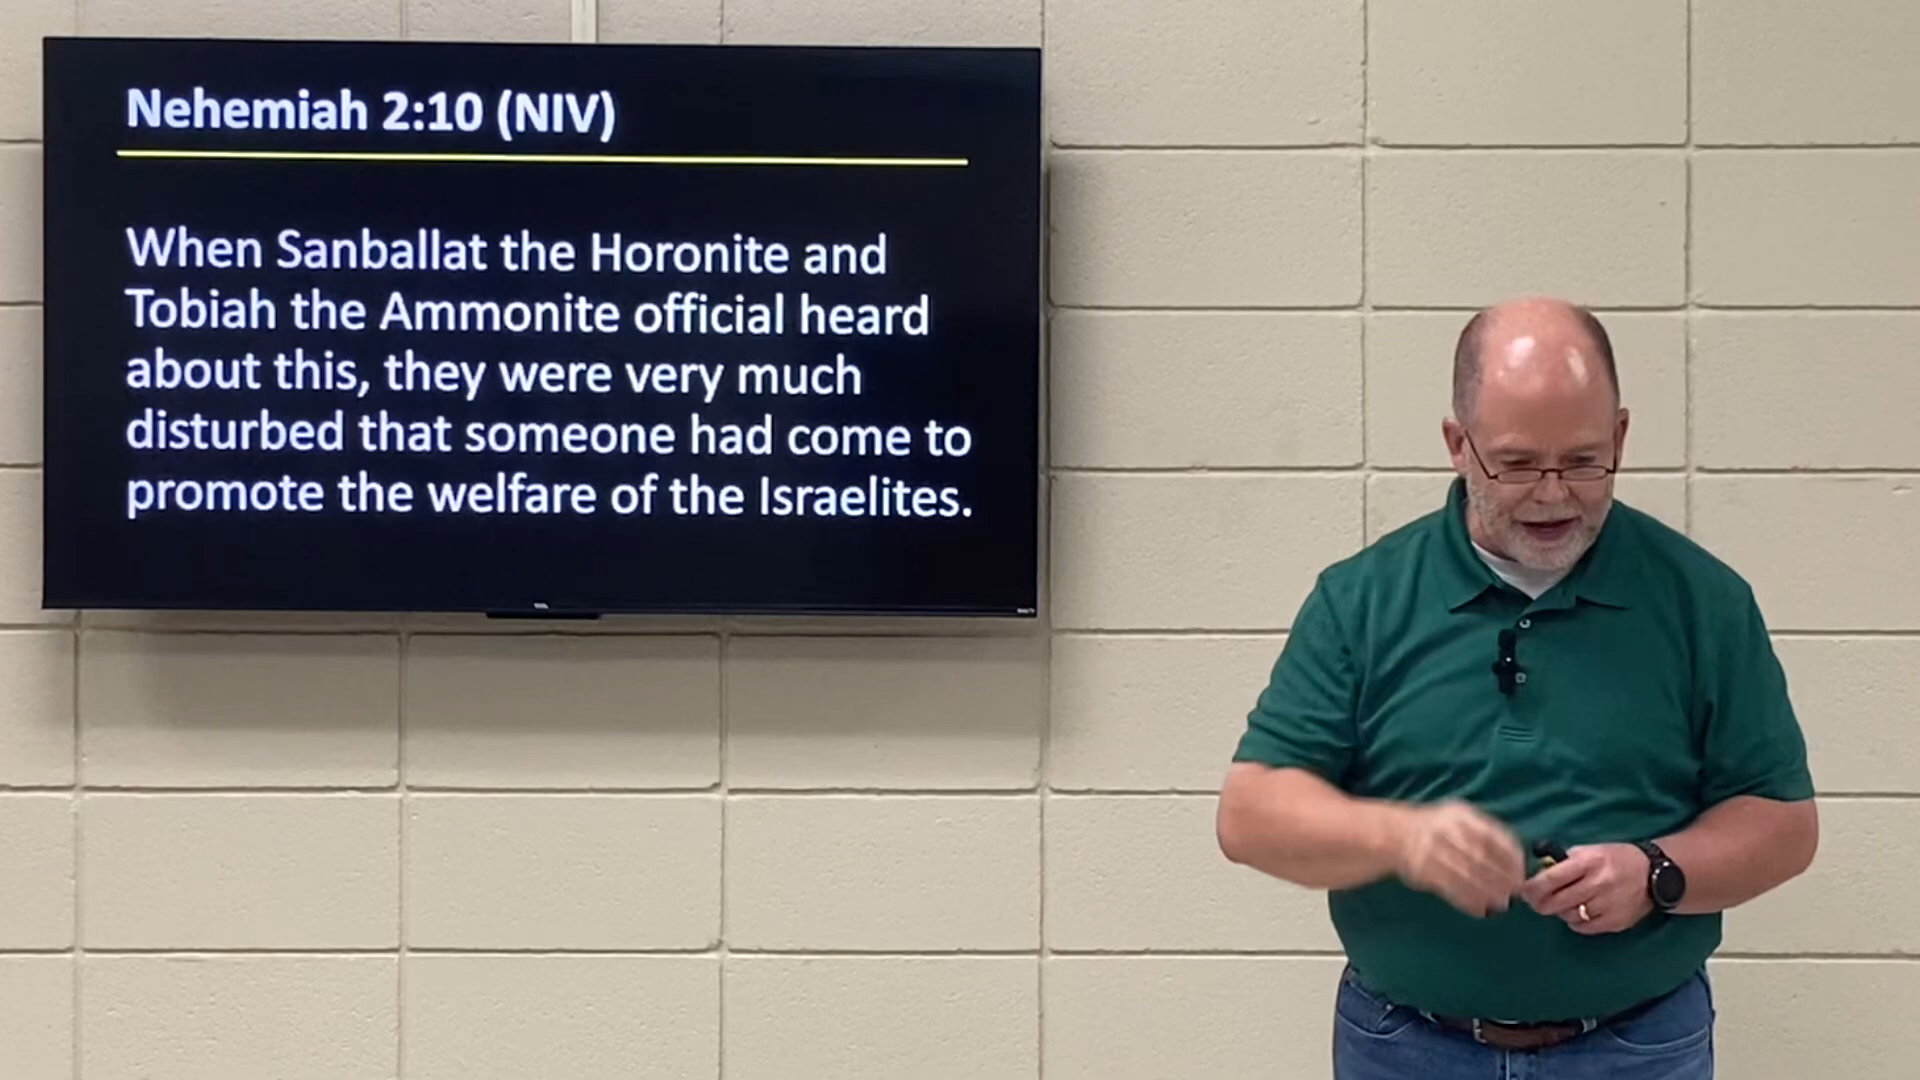 Nehemiah 2:10 (NIV)
When Sanballat the Horonite and
Tobiah the Ammonite official heard
about this, they were very much
disturbed that someone had come to
promote the welfare of the Israelites.